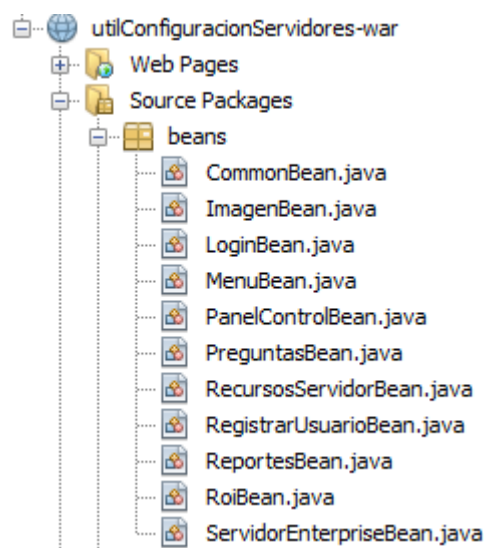 utilConfiguracionServidores-war
Web Pages
Source Packages
beans
CommonBean.java
ImagenBean.java
LoginBean.java
MenuBean.java
PanelControlBean.java
PreguntasBean.java
RecursosServidorBean.java
RegistrarUsuarioBean.java
ReportesBean.java
RoiBean.java
ServidorEnterpriseBean.java